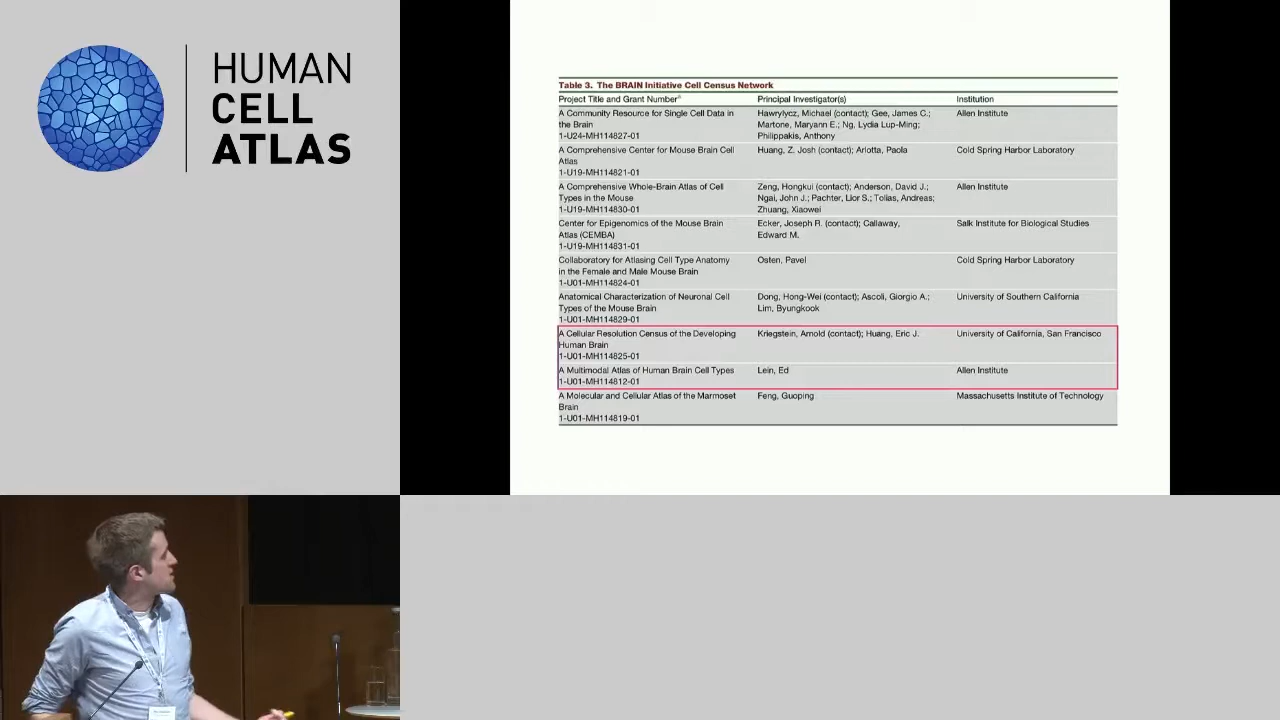 HUMAN
CELL
ATLAS
Table 3. The BRAIN Initiative Cell Census Network
Project Title and Grant Numberª Principal Investigator(s) Institution
A Community Resource for Single Cell Data in Hawrylycz, Michael (contact); Gee, James C.; Allen Institute
the Brain Martone, Maryann E.; Ng, Lydia Lup-Ming;
1-U24-MH114827-01 Philippakis, Anthony
A Comprehensive Center for Mouse Brain Cell Huang, Z. Josh (contact); Arlotta, Paola Cold Spring Harbor Laboratory
Atlas
1-U19-MH114821-01
A Comprehensive Whole-Brain Atlas of Cell Zeng, Hongkui (contact); Anderson, David J.; Allen Institute
Types in the Mouse Ngai, John J.; Pachter, Lior S.; Tolias, Andreas;
1-U19-MH114830-01 Zhuang, Xiaowei
Center for Epigenomics of the Mouse Brain Ecker, Joseph R. (contact); Callaway, Salk Institute for Biological Studies
Atlas (CEMBA) Edward M.
1-U19-MH114831-01
Collaboratory for Atlasing Cell Type Anatomy Osten, Pavel Cold Spring Harbor Laboratory
in the Female and Male Mouse Brain
1-U01-MH114824-01
Anatomical Characterization of Neuronal Cell Dong, Hong-Wei (contact); Ascoli, Giorgio A.; University of Southern California
Types of the Mouse Brain Lim, Byungkook
1-U01-MH114829-01
A Cellular Resolution Census of the Developing Kriegstein, Arnold (contact); Huang, Eric J. University of California, San Francisco
Human Brain
1-U01-MH114825-01
A Multimodal Atlas of Human Brain Cell Types Lein, Ed Allen Institute
1-U01-MH114812-01
A Molecular and Cellular Atlas of the Marmoset Feng, Guoping Massachusetts Institute of Technology
Brain
1-U01-MH114819-01